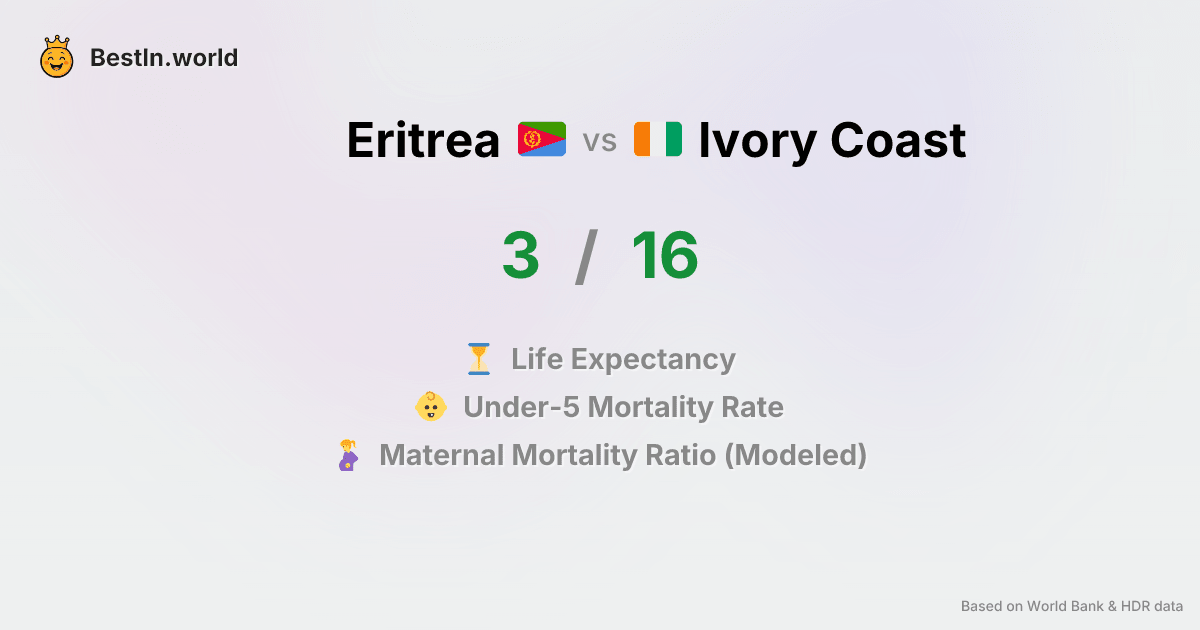 BestIn.world
Eritrea vs Ivory Coast
3 / 16
Life Expectancy
Under-5 Mortality Rate
Maternal Mortality Ratio (Modeled)
Based on World Bank & HDR data